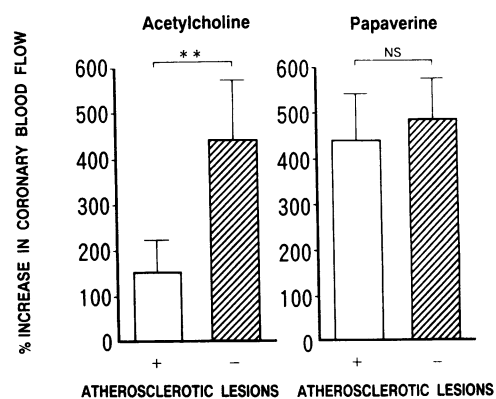 Acetylcholine
Papaverine
% INCREASE IN CORONARY BLOOD FLOW
**
NS
600
500
400
300
200
100
0
600
500
400
300
200
100
0
+ −
+ −
ATHEROSCLEROTIC LESIONS
ATHEROSCLEROTIC LESIONS